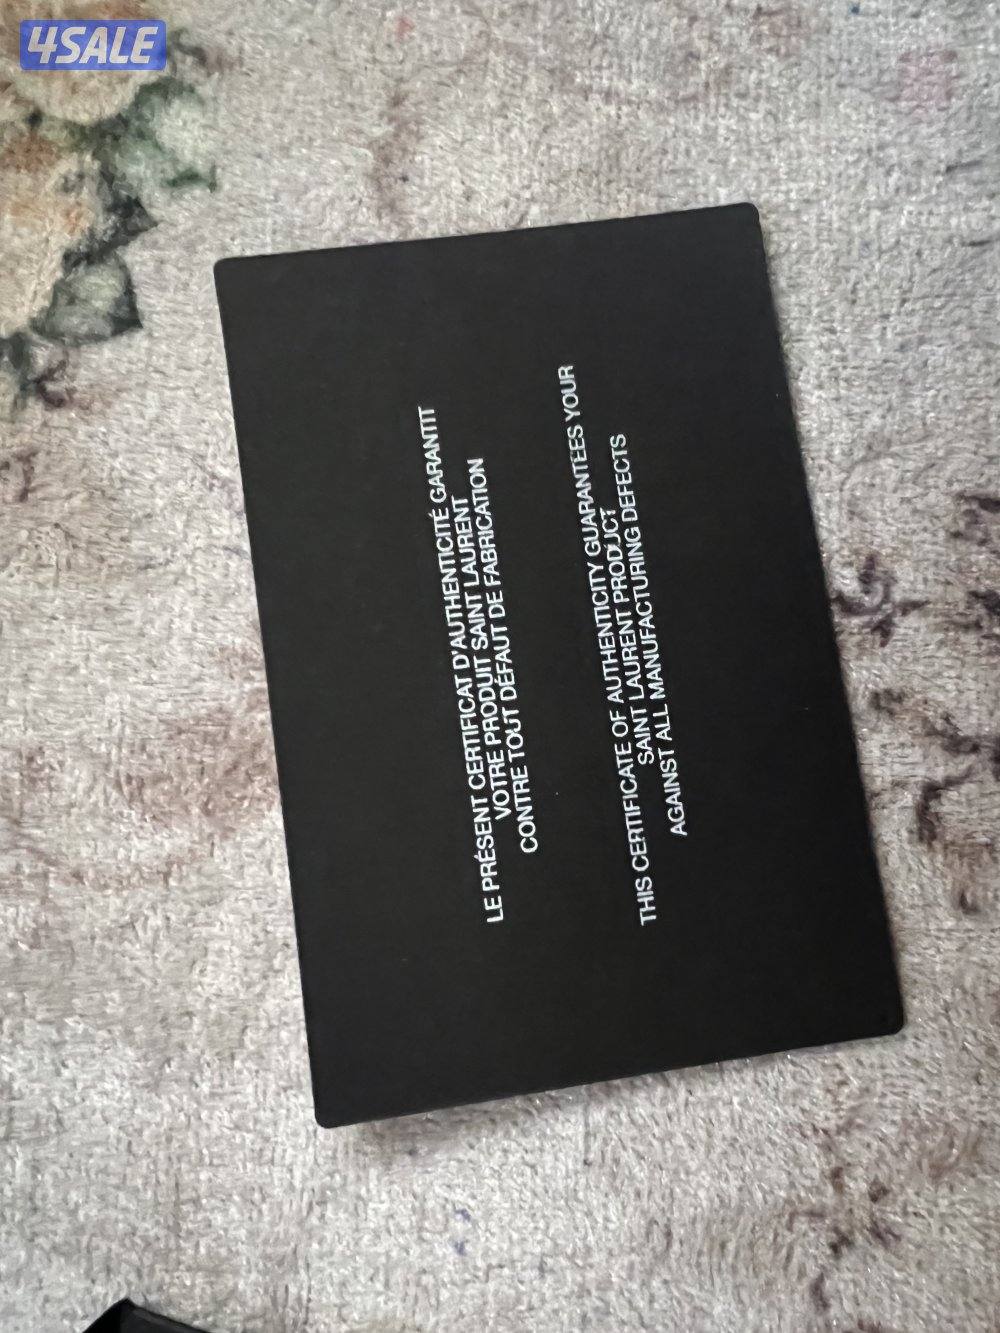 4SALE
LE PRÉSENT CERTIFICAT D'AUTHENTICITÉ GARANTIT
VOTRE PRODUIT SAINT LAURENT
CONTRE TOUT DÉFAUT DE FABRICATION
THIS CERTIFICATE OF AUTHENTICITY GUARANTEES YOUR
SAINT LAURENT PRODUCT
AGAINST ALL MANUFACTURING DEFECTS